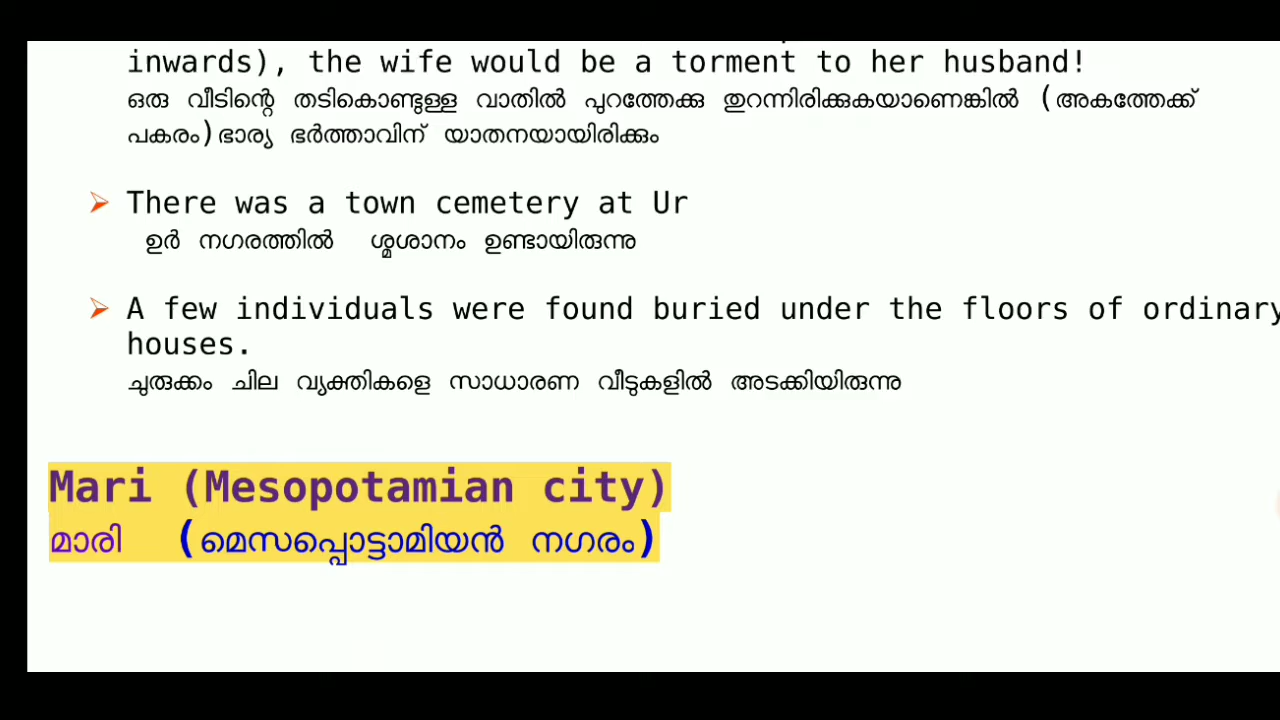 inwards), the wife would be a torment to her husband!
ഒരു വീടിന്റെ തടികൊണ്ടുള്ള വാതിൽ പുറത്തേക്കു തുറന്നിരിക്കുകയാണെങ്കിൽ (അകത്തേക്ക്
പകരം)ഭാര്യ ഭർത്താവിന് യാതനയായിരിക്കും
➢ There was a town cemetery at Ur
ഉർ നഗരത്തിൽ ശ്മശാനം ഉണ്ടായിരുന്നു
➢ A few individuals were found buried under the floors of ordinary
houses.
ചുരുക്കം ചില വ്യക്തികളെ സാധാരണ വീടുകളിൽ അടക്കിയിരുന്നു
Mari (Mesopotamian city)
മാരി (മെസപ്പൊട്ടാമിയൻ നഗരം)